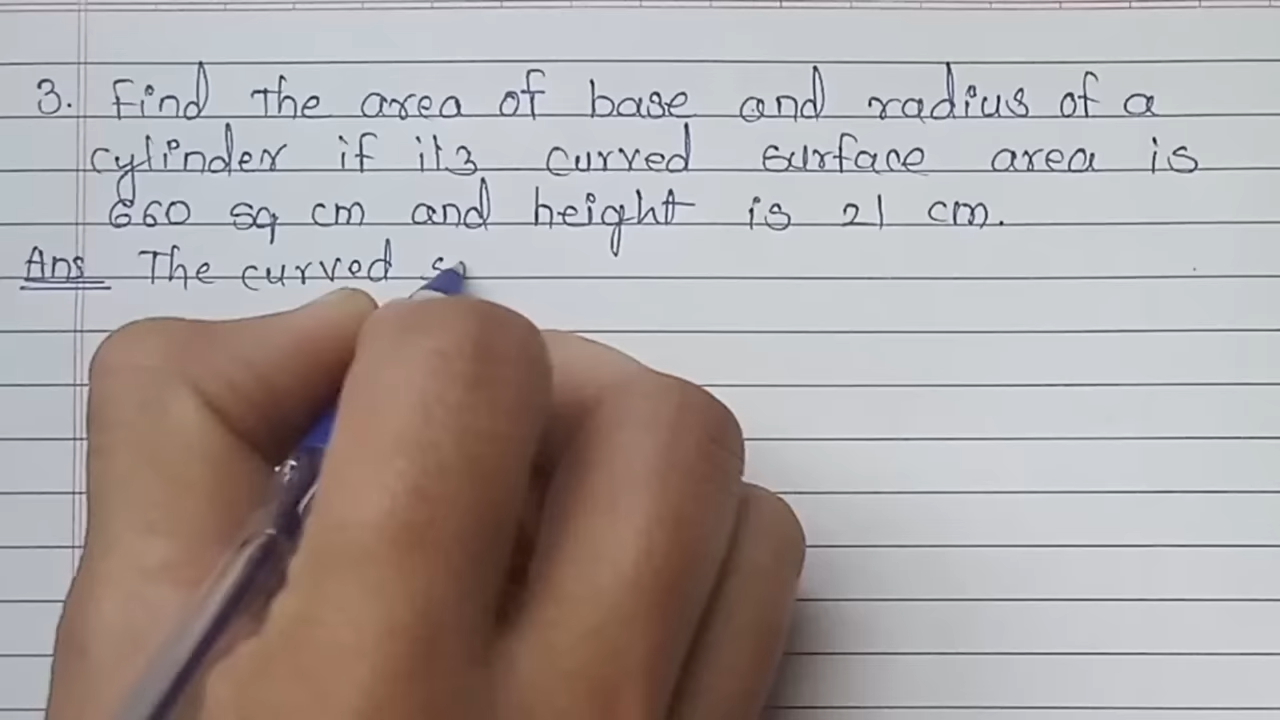 3. Find the area of base and radius of a
cylinder if its curved surface area is
660 sq cm and height is 21 cm.
Ans The curved